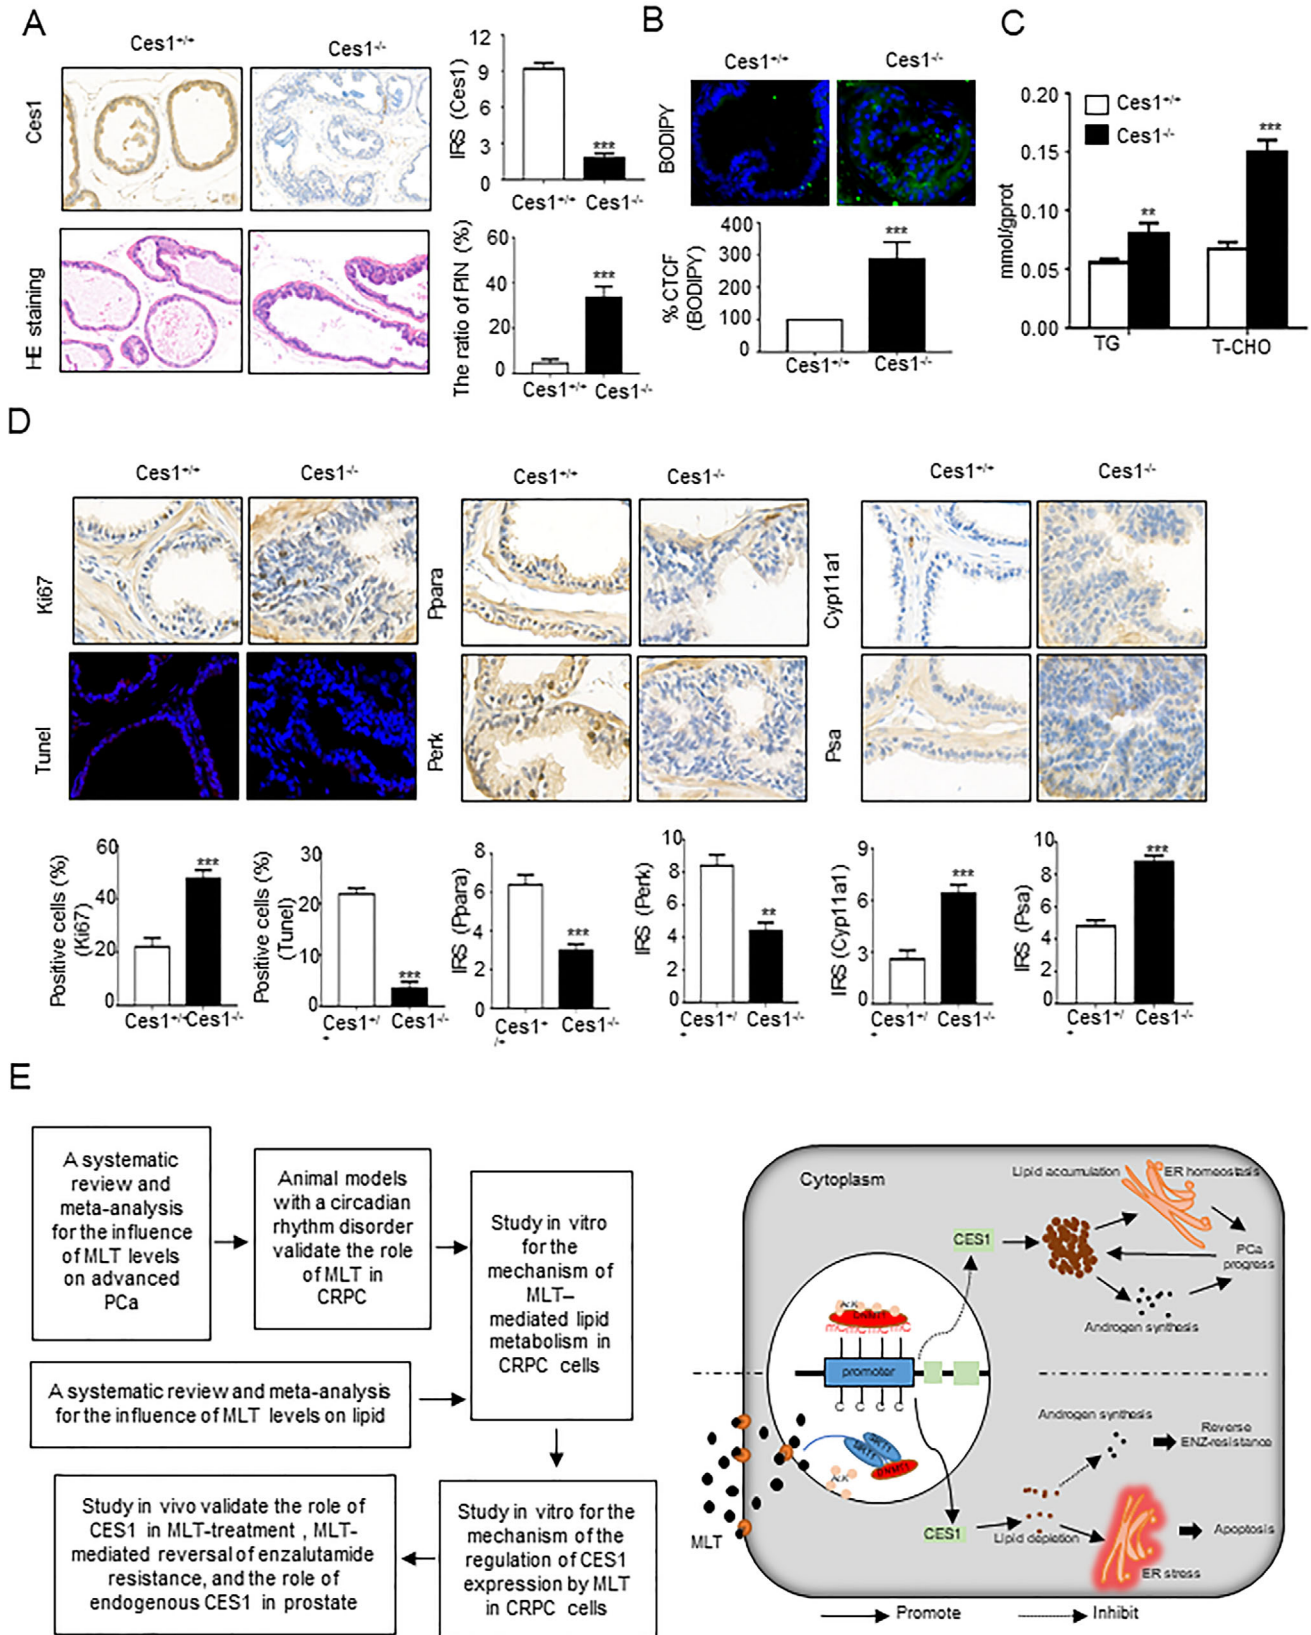 A
Ces1+/+
Ces1-/-
Ces1
HE staining
12
9
6
3
0
IRS (Ces1)
***
Ces1+/+ Ces1-/-
60
40
20
0
The ratio of PIN (%)
***
Ces1+/+ Ces1-/-
B
Ces1+/+
Ces1-/-
BODIPY
400
300
200
100
0
% CTCF
(BODIPY)
***
Ces1+/+ Ces1-/-
C
Ces1+/+
Ces1-/-
0.20
0.15
0.10
0.05
0.00
mmol/gprot
**
***
TG
T-CHO
D
Ces1+/+
Ces1-/-
Ces1+/+
Ces1-/-
Ces1+/+
Ces1-/-
Ki67
Ppara
Cyp11a1
Tunel
Perk
Psa
60
40
20
0
Positive cells (%)
(Ki67)
***
Ces1+/- Ces1-/-
30
20
10
0
Positive cells (%)
(Tunel)
***
Ces1+/
+
Ces1-/-
8
6
4
2
0
IRS (Ppara)
***
Ces1+
/+
Ces1-/-
10
8
6
4
2
0
IRS (Perk)
**
Ces1+/
+
Ces1-/-
9
6
3
0
IRS (Cyp11a1)
***
Ces1+/
+
Ces1-/-
10
8
6
4
2
0
IRS (Psa)
***
Ces1+/
+
Ces1-/-
E
A systematic
review and
meta-analysis
for the influence
of MLT levels
on advanced
PCa
Animal models
with a circadian
rhythm disorder
validate the role
of MLT in
CRPC
Study in vitro
for the
mechanism of
MLT–
mediated lipid
metabolism in
CRPC cells
A systematic review and meta-analysis
for the influence of MLT levels on lipid
Study in vivo validate the role of
CES1 in MLT-treatment , MLT-
mediated reversal of enzalutamide
resistance, and the role of
endogenous CES1 in prostate
Study in vitro for the
mechanism of the
regulation of CES1
expression by MLT
in CRPC cells
Cytoplasm
Lipid accumulation
ER homeostasis
CES1
PCa
progress
Androgen synthesis
AcK
DNMT1
mC mC mC mC
promoter
C C C C
SIRT1
SIRT1
DNMT1
AcK
MLT
CES1
Androgen synthesis
Reverse
ENZ-resistance
Lipid depletion
Apoptosis
ER stress
Promote
Inhibit